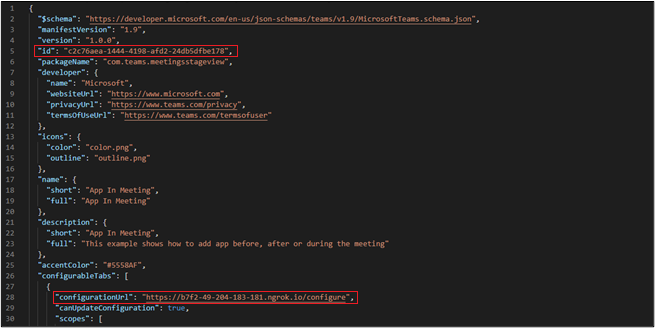 1 {
2 "$schema": "https://developer.microsoft.com/en-us/json-schemas/teams/v1.9/MicrosoftTeams.schema.json",
3 "manifestVersion": "1.9",
4 "version": "1.0.0",
5 "id": "c2c76aea-1444-4198-afd2-24db5dfbe178",
6 "packageName": "com.teams.meetingsstageview",
7 "developer": {
8 "name": "Microsoft",
9 "websiteUrl": "https://www.microsoft.com",
10 "privacyUrl": "https://www.teams.com/privacy",
11 "termsOfUseUrl": "https://www.teams.com/termsofuser"
12 },
13 "icons": {
14 "color": "color.png",
15 "outline": "outline.png"
16 },
17 "name": {
18 "short": "App In Meeting",
19 "full": "App In Meeting"
20 },
21 "description": {
22 "short": "App In Meeting",
23 "full": "This example shows how to add app before, after or during the meeting"
24 },
25 "accentColor": "#5558AF",
26 "configurableTabs": [
27 {
28 "configurationUrl": "https://b7f2-49-204-183-181.ngrok.io/configure",
29 "canUpdateConfiguration": true,
30 "scopes": [